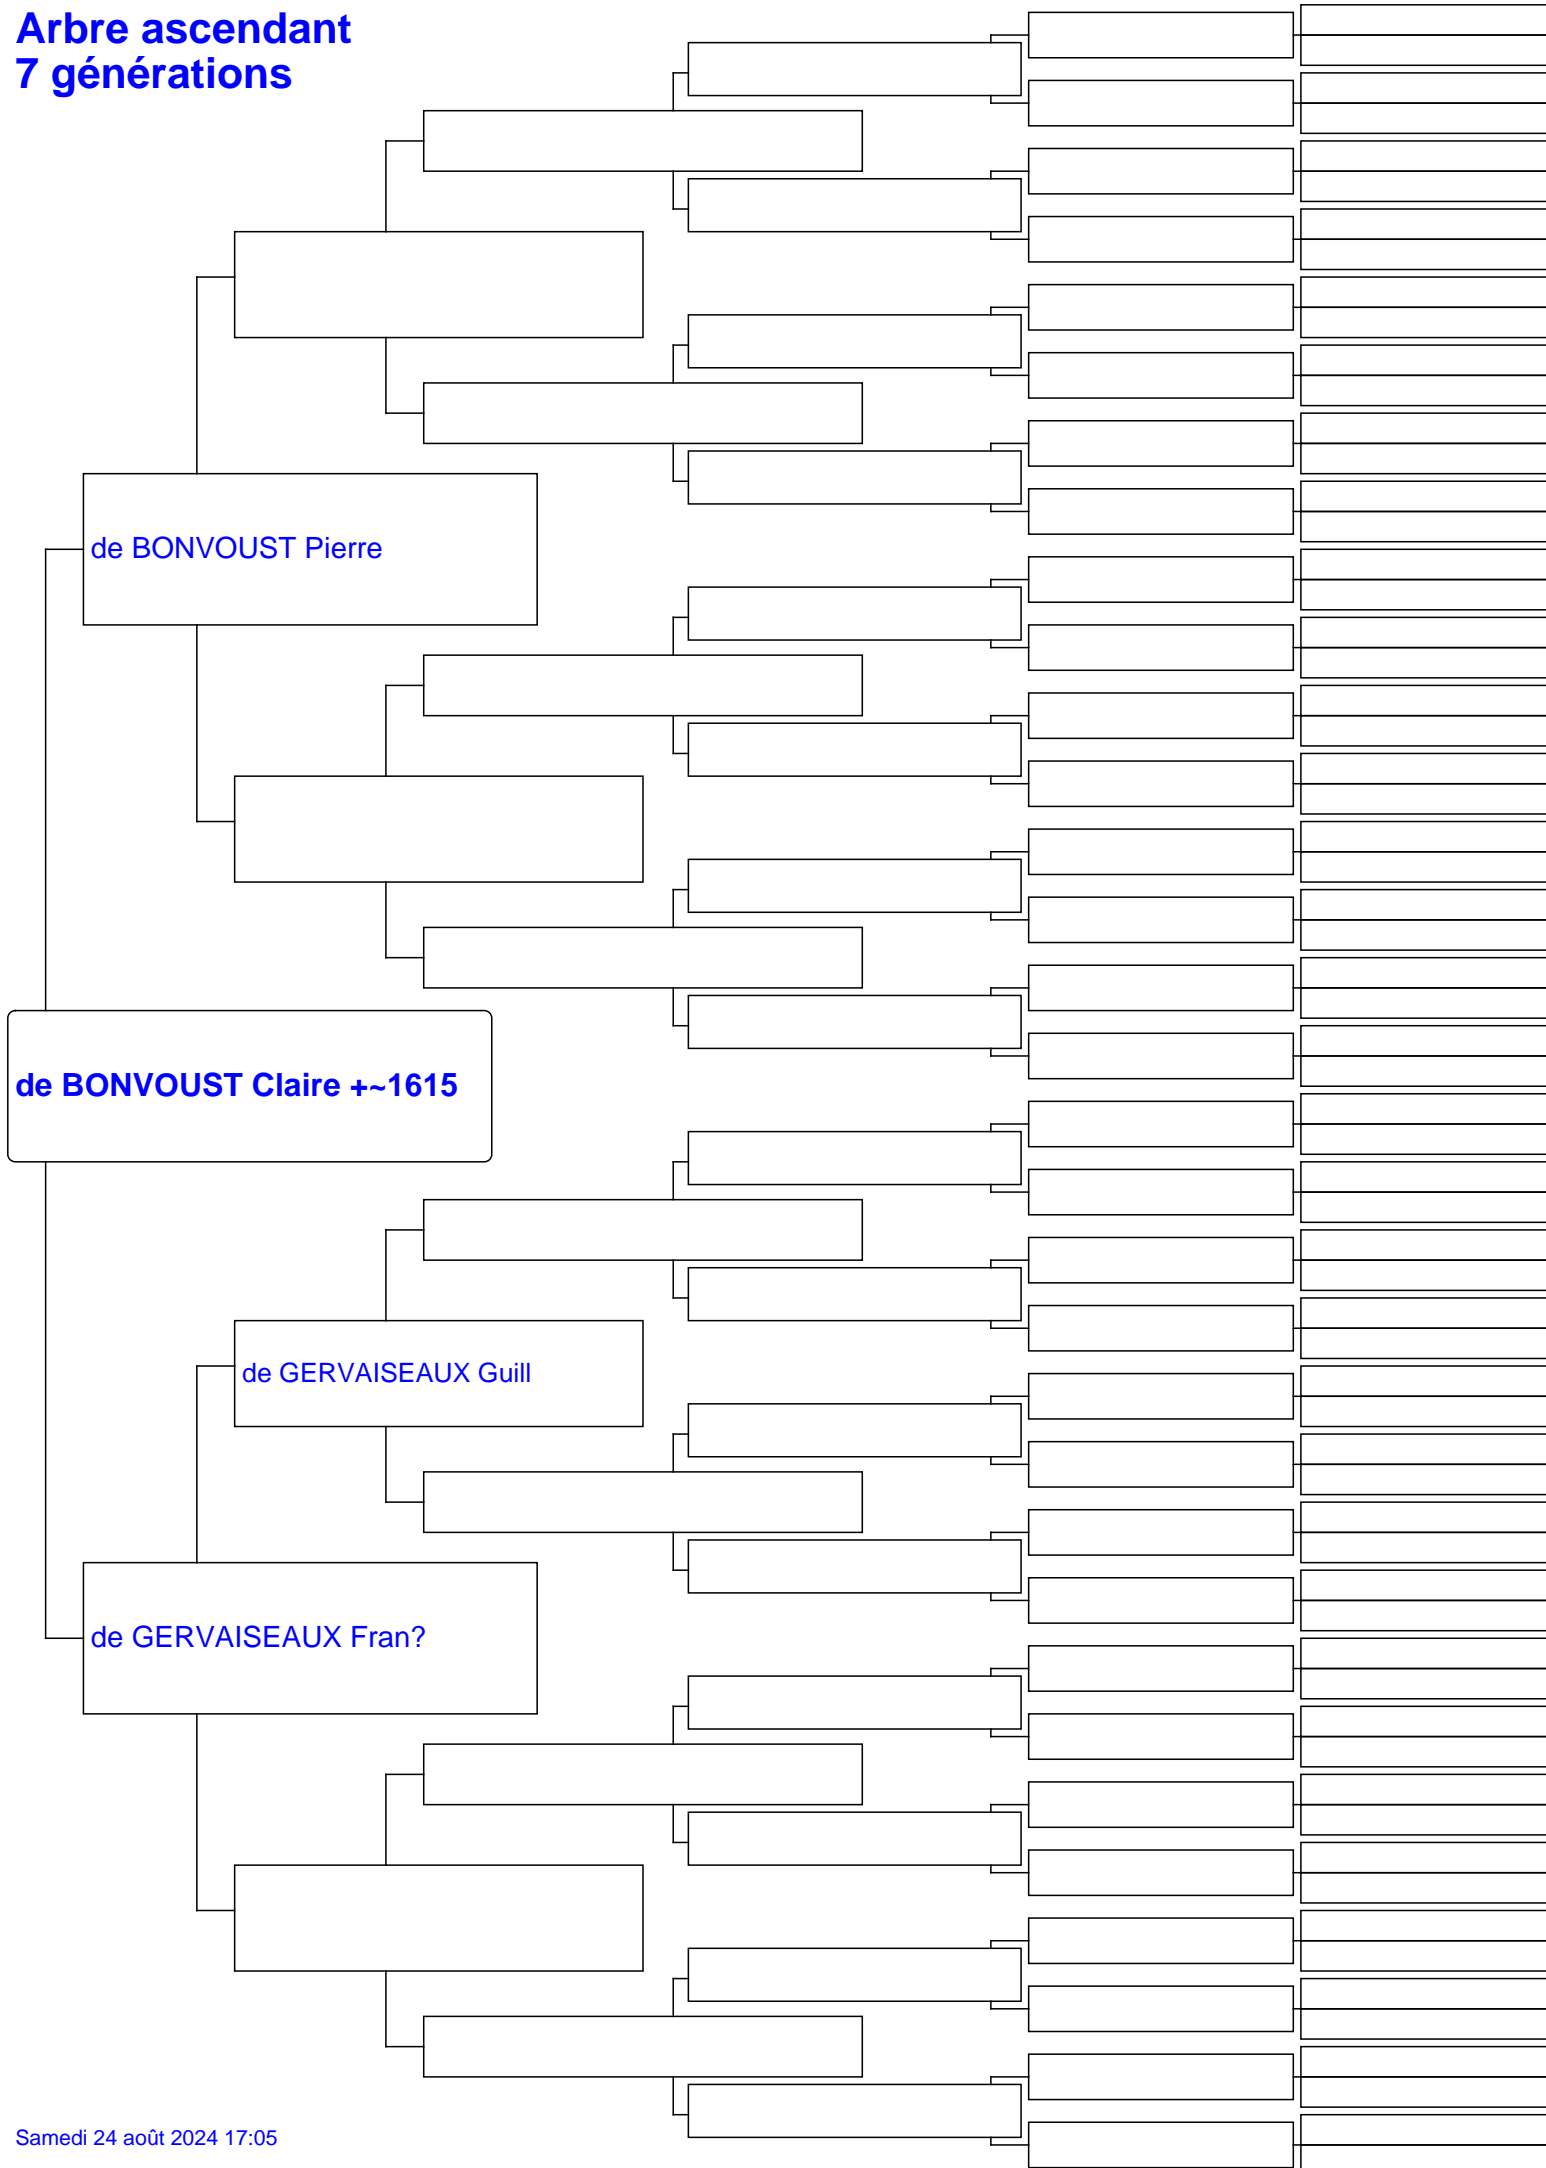 Arbre ascendant
7 générations
de BONVOUST Pierre
de BONVOUST Claire +~1615
de GERVAISEAUX Guill
de GERVAISEAUX Fran?
Samedi 24 août 2024 17:05